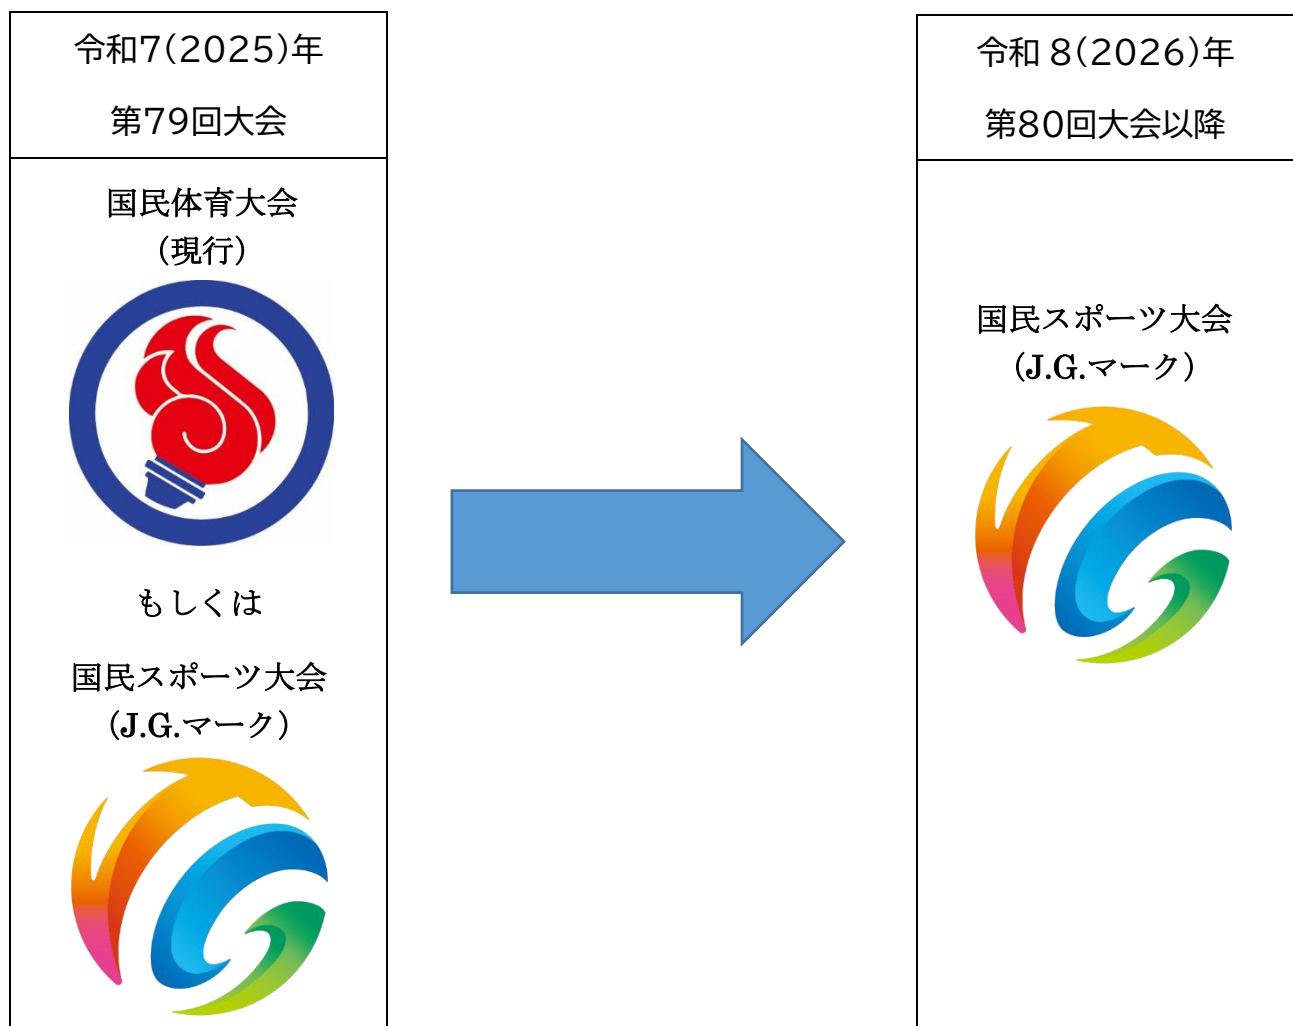 令和7(2025)年
第79回大会
国民体育大会
(現行)
もしくは
国民スポーツ大会
(J.G.マーク)
令和 8(2026)年
第80回大会以降
国民スポーツ大会
(J.G.マーク)